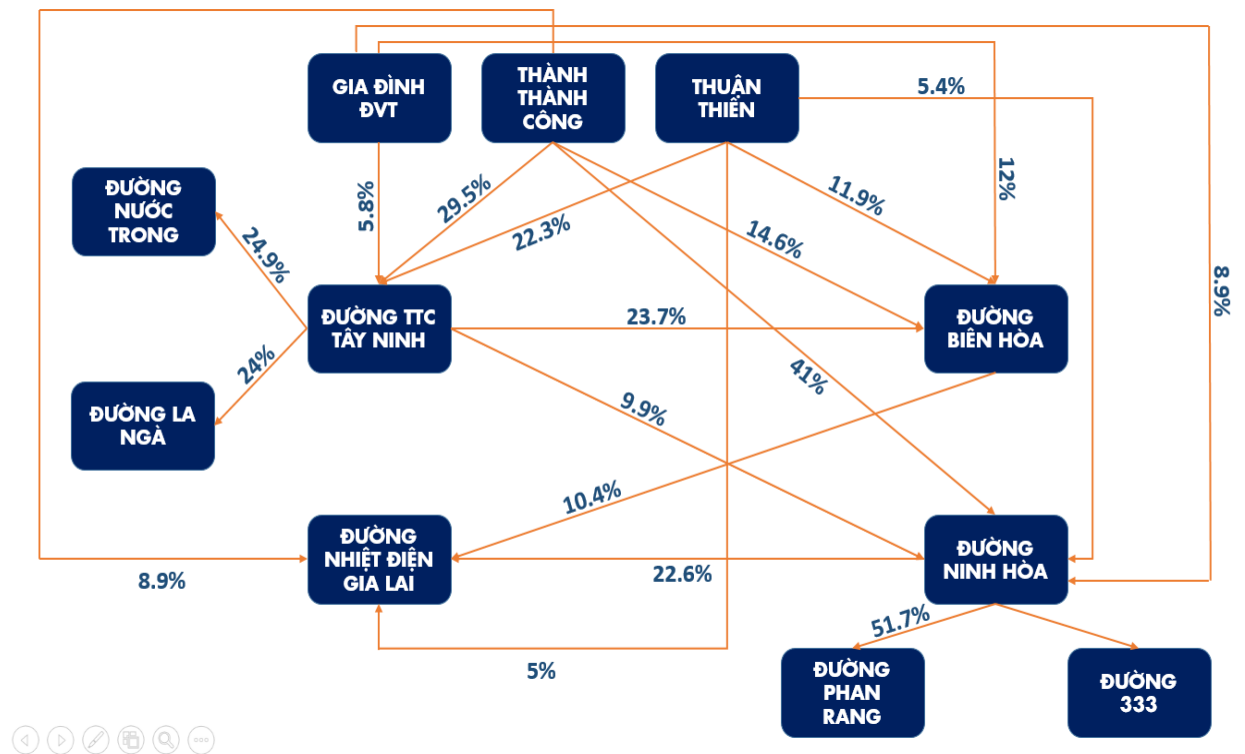 GIA ĐÌNH
ĐVT
THÀNH
THÀNH
CÔNG
THUẬN
THIÊN
5.4%
ĐƯỜNG
NƯỚC
TRONG
5.8%
29.5%
22.3%
11.9%
12%
14.6%
8.9%
24.9%
ĐƯỜNG TTC
TÂY NINH
23.7%
ĐƯỜNG
BIÊN HÒA
24%
41%
ĐƯỜNG LA
NGÀ
9.9%
10.4%
ĐƯỜNG
NHIỆT ĐIỆN
GIA LAI
8.9%
22.6%
ĐƯỜNG
NINH HÒA
51.7%
5%
ĐƯỜNG
PHAN
RANG
ĐƯỜNG
333